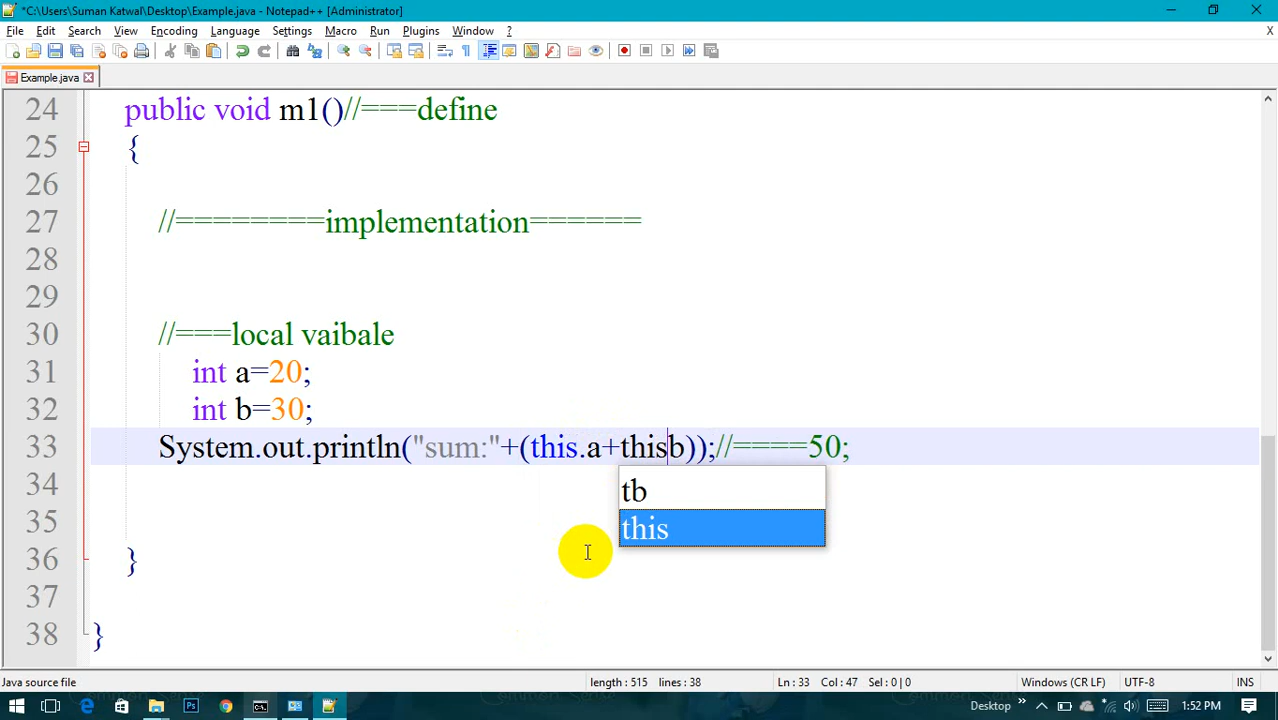 *C:\Users\Suman Katwal\Desktop\Example.java - Notepad++ [Administrator]
File Edit Search View Encoding Language Settings Macro Run Plugins Window ? X
Example.java
24 public void m1()//===define
25 {
26
27 //========implementation======
28
29
30 //===local vaibale
31 int a=20;
32 int b=30;
33 System.out.println("sum:"+(this.a+thisb));//====50;
tb
this
34
35
36 }
37
38 }
Java source file length : 515 lines : 38 Ln : 33 Col : 47 Sel : 0 | 0 Windows (CR LF) UTF-8 INS
Desktop 1:52 PM